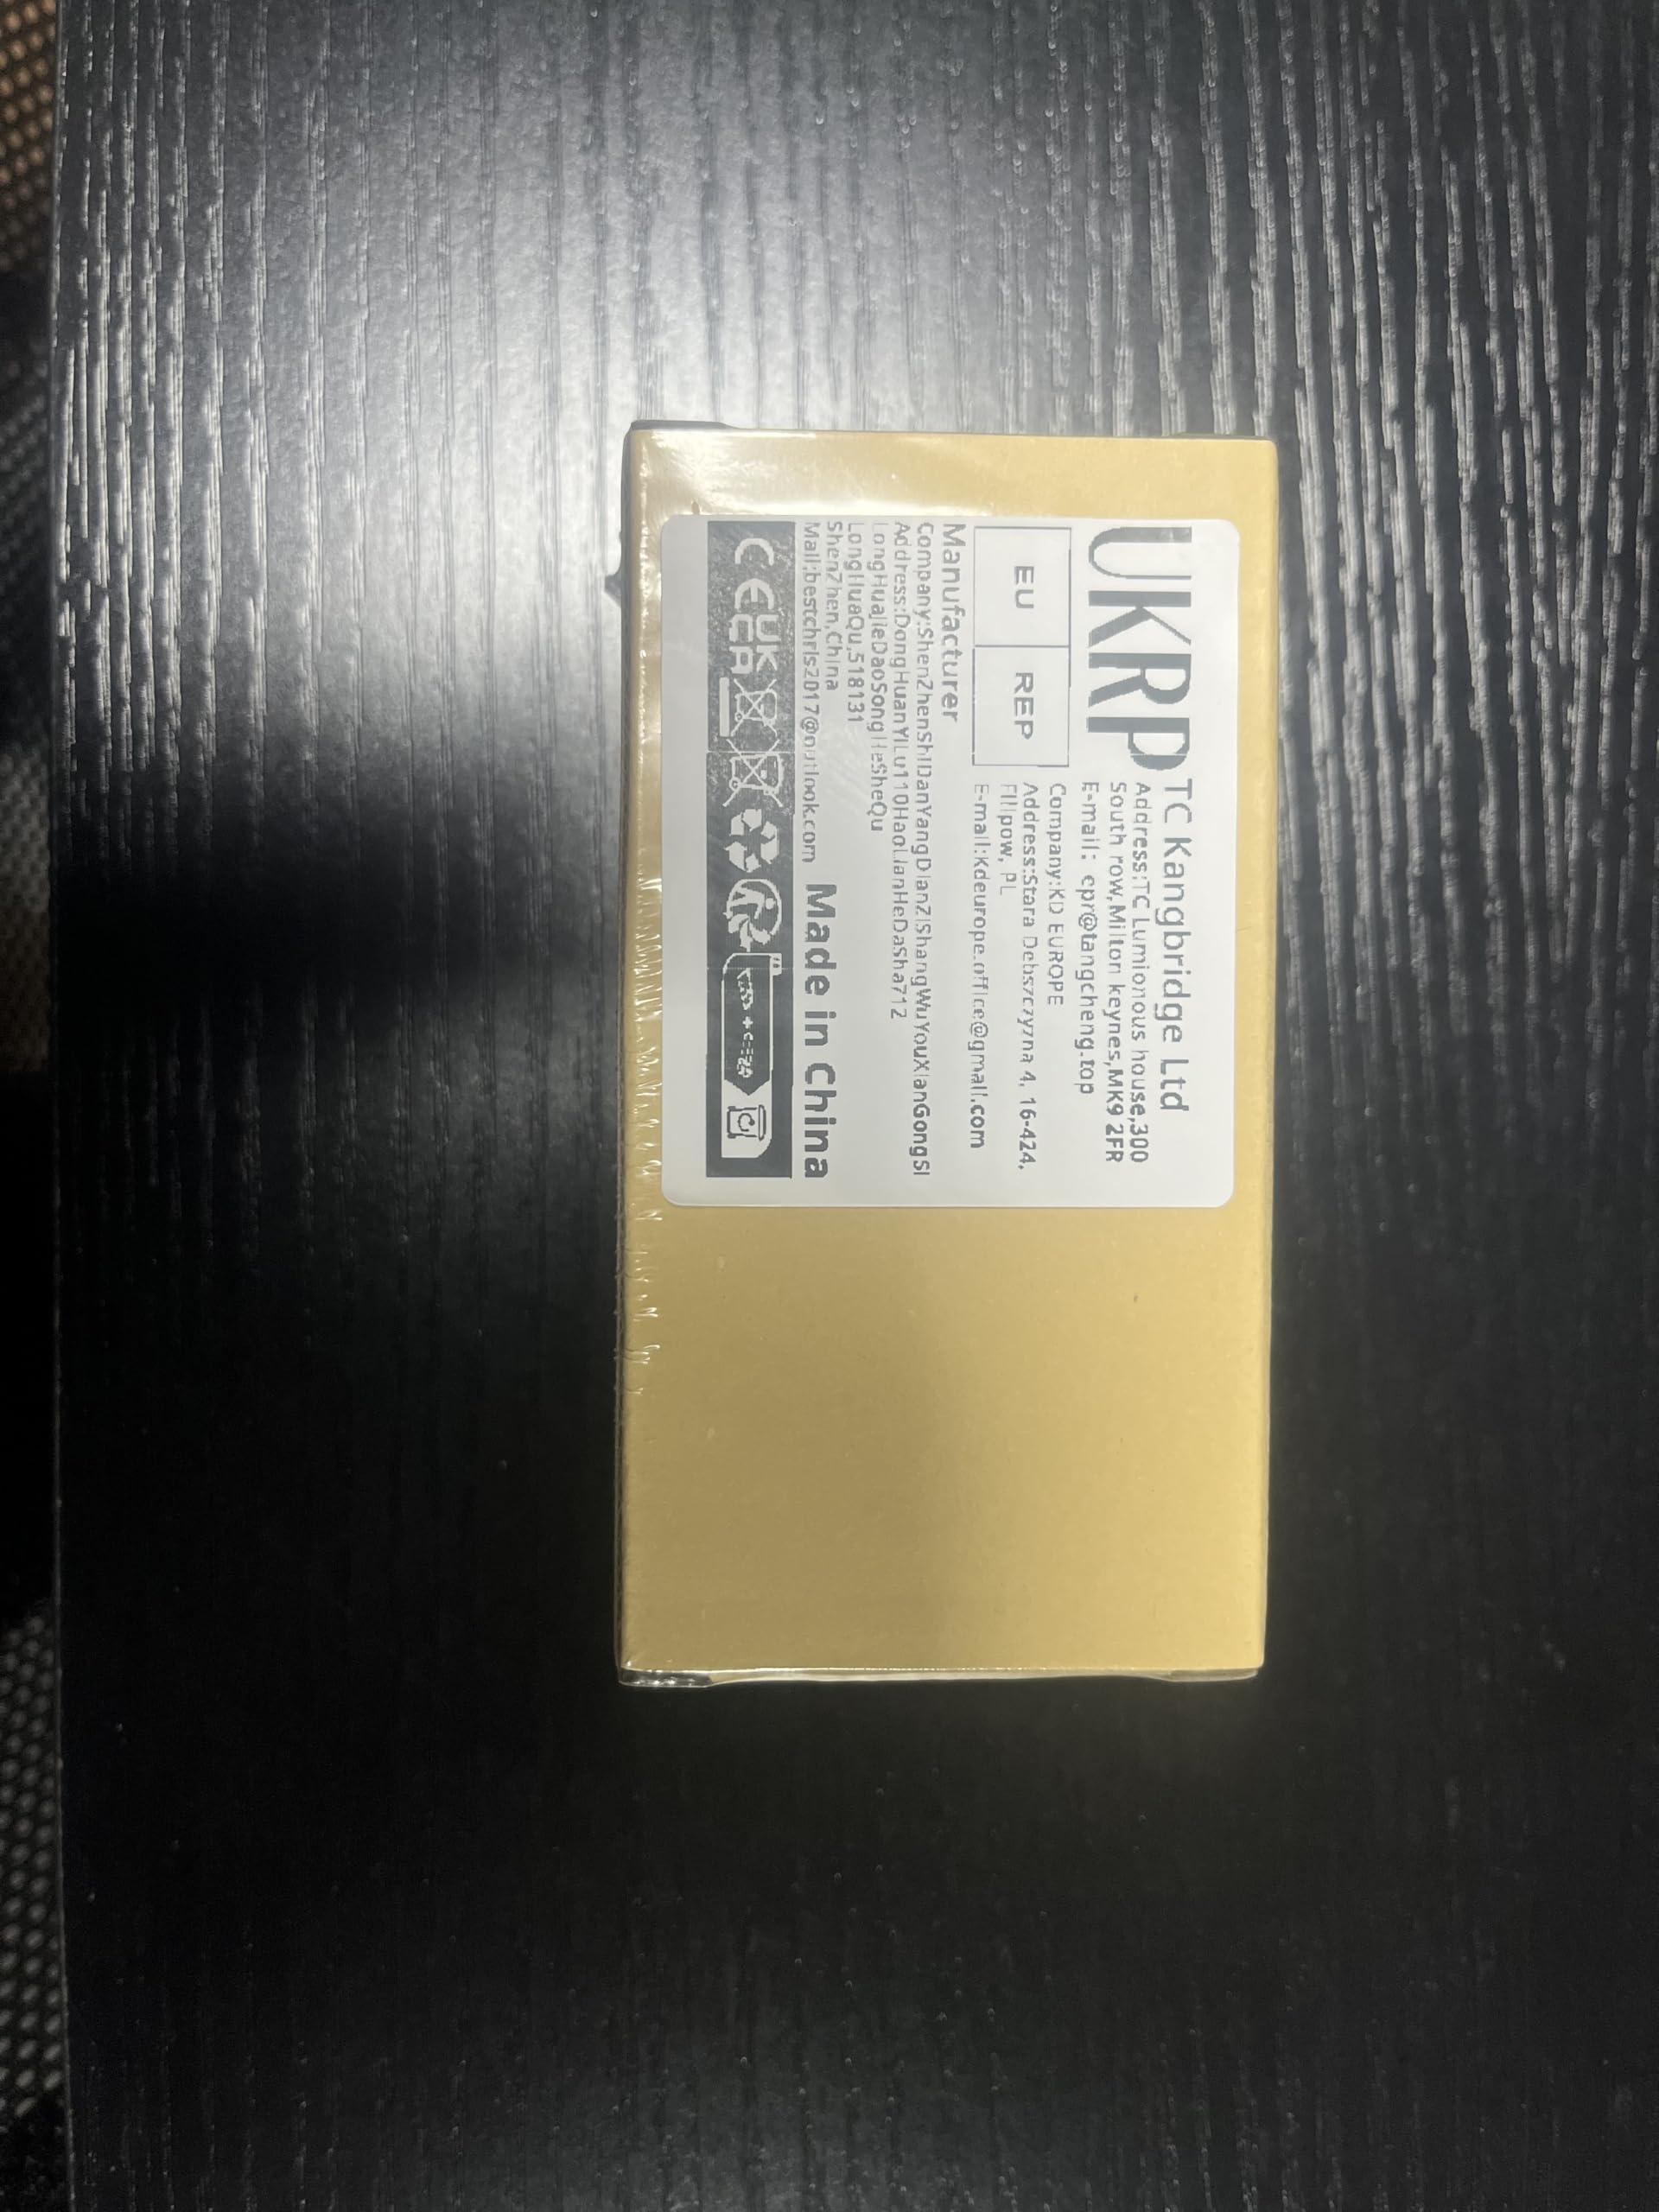 UKRP
TC Kangbridge Ltd
Address:TC Lumionous house,300
South row,Milton keynes,MK9 2FR
E-mail: epr@tangcheng.top
EU REP
Company:KD EUROPE
Address:Stara Debszczyzna 4, 16-424,
Filipow, PL
E-mail:Kdeurope.office@gmail.com
Manufacturer
Company:ShenZhenShiDanYangDianZiShangWuYouXianGongSi
Address:DongHuanYiLu110HaoLianHeDaSha712
LongHuaJieDaoSongHeSheQu
LongHuaQu,518131
ShenZhen,China
Mail:bestchris2017@outlook.com
Made in China
CE UKCA